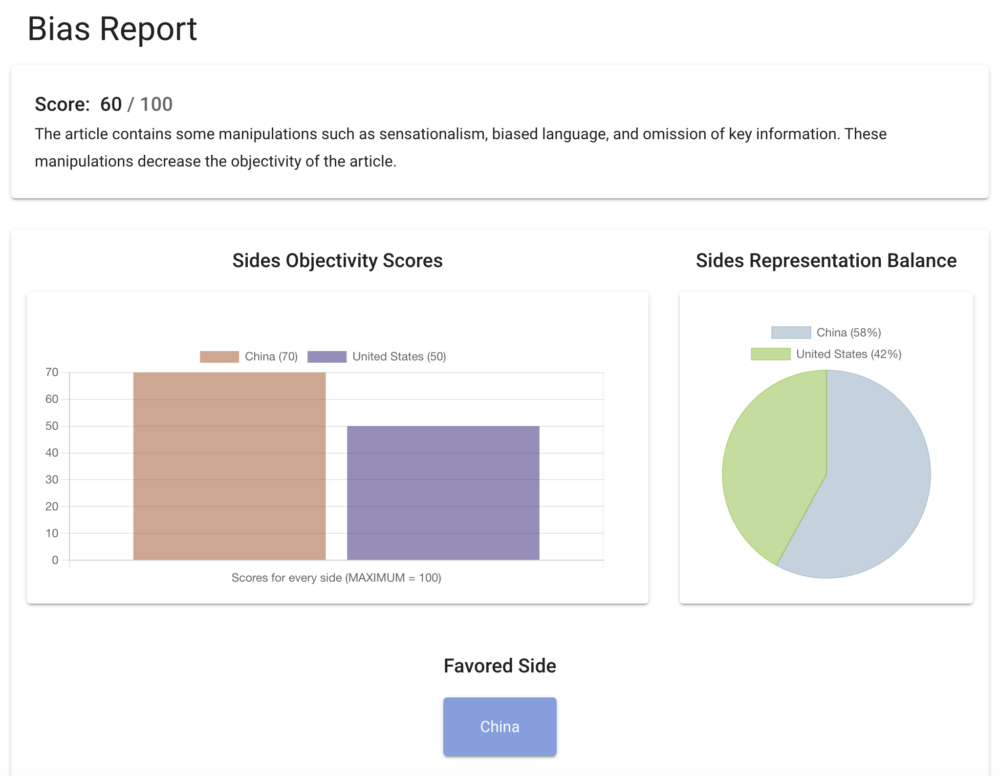 Bias Report
Score: 60 / 100
The article contains some manipulations such as sensationalism, biased language, and omission of key information. These
manipulations decrease the objectivity of the article.
Sides Objectivity Scores
China (70) United States (50)
70
60
50
40
30
20
10
0
Scores for every side (MAXIMUM = 100)
Sides Representation Balance
China (58%)
United States (42%)
Favored Side
China